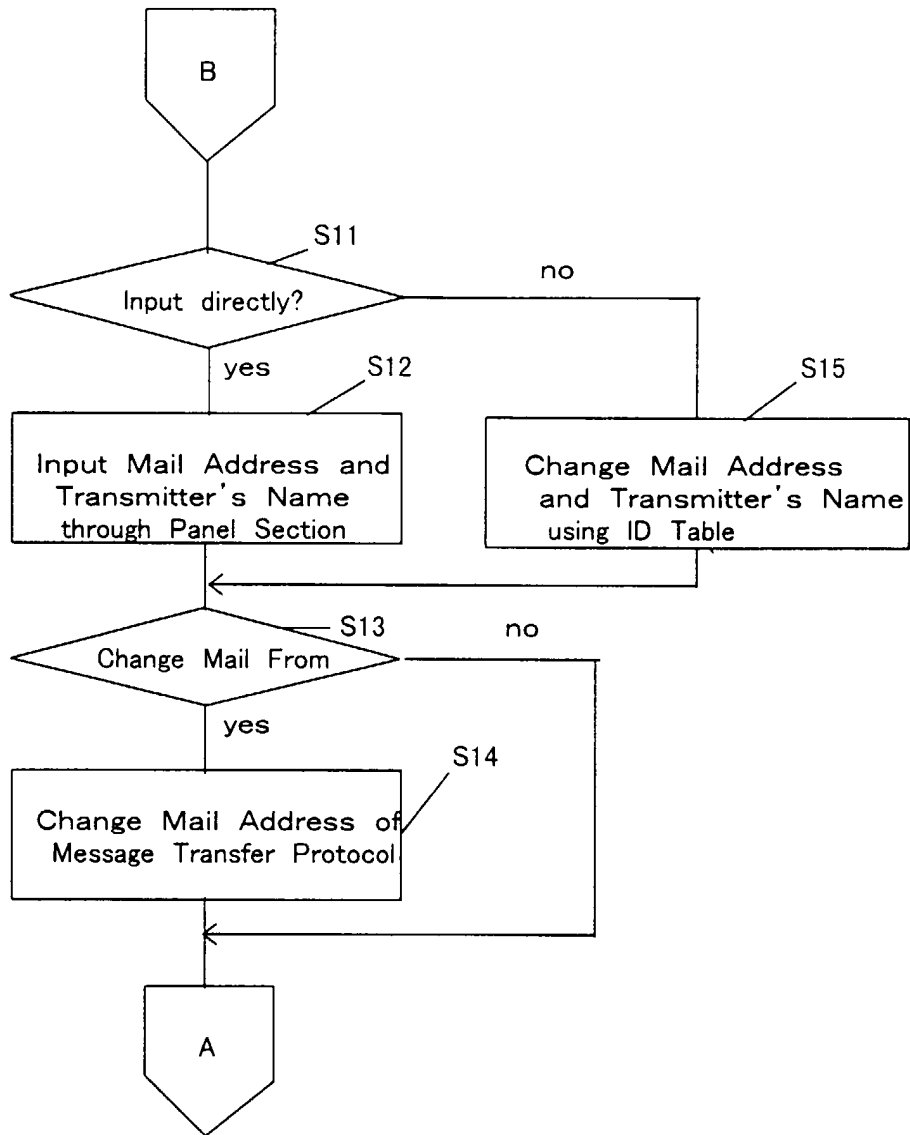 B
S11
Input directly?
no
yes
S12
S15
Input Mail Address and
Transmitter's Name
through Panel Section
Change Mail Address
and Transmitter's Name
using ID Table
S13
Change Mail From
no
yes
S14
Change Mail Address of
Message Transfer Protocol
A